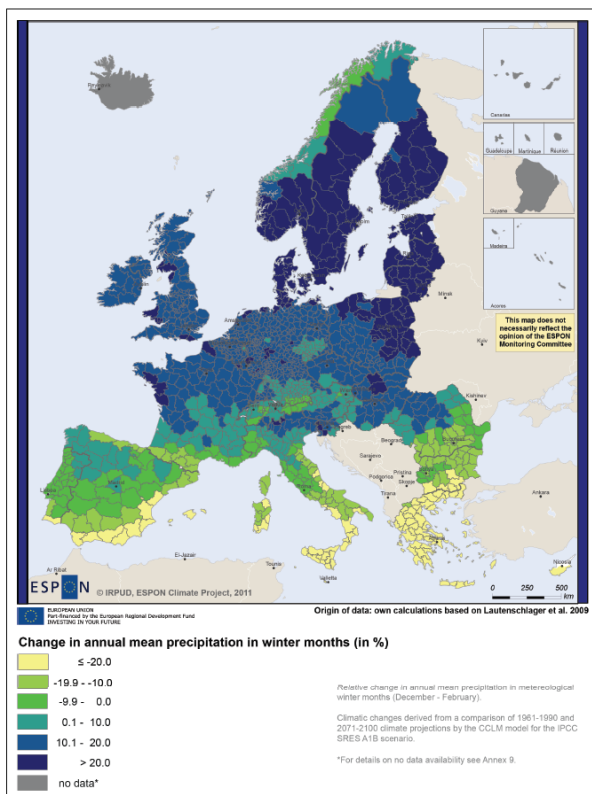 Reykjavik
Canarias
Guadeloupe
Martinique
Réunion
Guyane
Madeira
Acores
This map does not
necessarily reflect the
opinion of the ESPON
Monitoring Committee
Minsk
Kyiv
Kishinev
Beograd
Sarajevo
Podgorica
Pristina
Skopje
Tirana
Ankara
Nicosia
Ar Ribat
El-Jazair
Tounis
Valletta
ESPON
© IRPUD, ESPON Climate Project, 2011
0 250 500
km
EUROPEAN UNION
Part-financed by the European Regional Development Fund
INVESTING IN YOUR FUTURE
Origin of data: own calculations based on Lautenschlager et al. 2009
Change in annual mean precipitation in winter months (in %)
≤ -20.0
-19.9 - -10.0
-9.9 - 0.0
0.1 - 10.0
10.1 - 20.0
> 20.0
no data*
Relative change in annual mean precipitation in metereological
winter months (December - February).
Climatic changes derived from a comparison of 1961-1990 and
2071-2100 climate projections by the CCLM model for the IPCC
SRES A1B scenario.
*For details on no data availability see Annex 9.